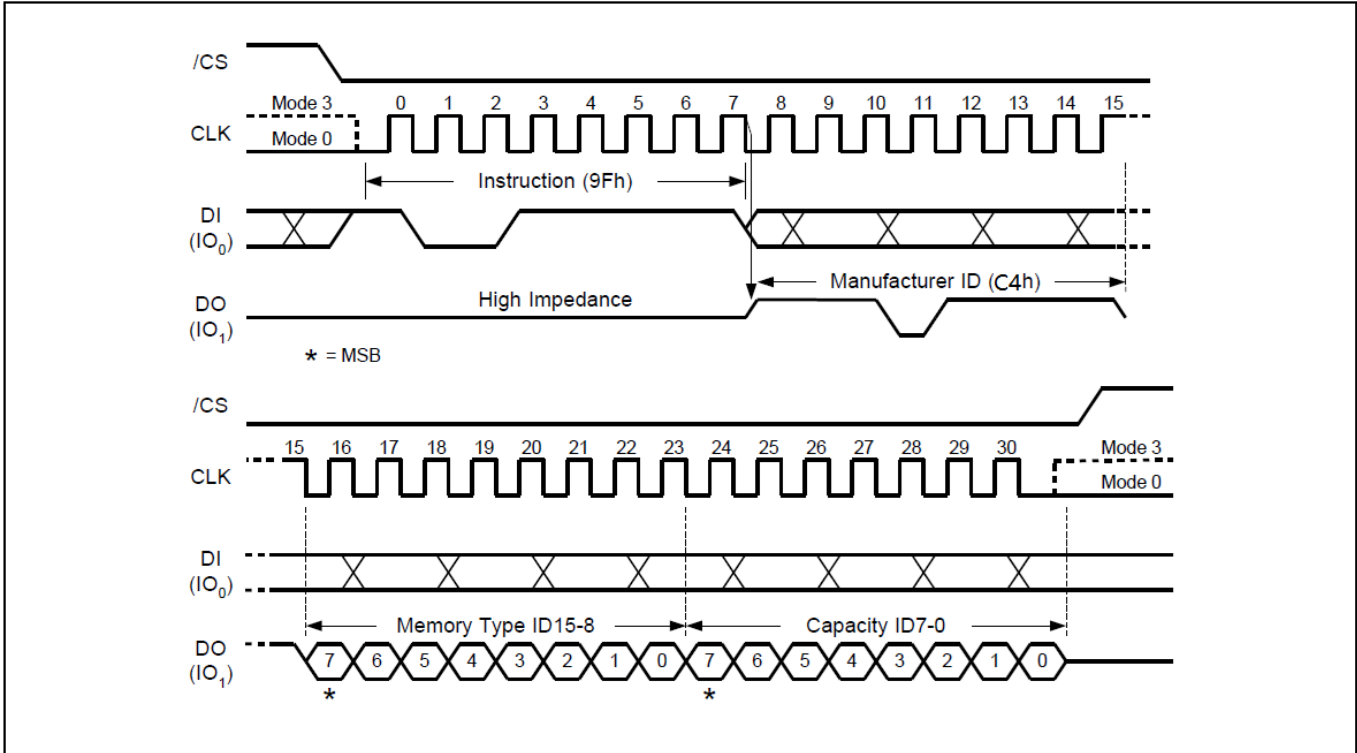 /CS
Mode 3
0 1 2 3 4 5 6 7 8 9 10 11 12 13 14 15
CLK
Mode 0
Instruction (9Fh)
DI
(IO0)
Manufacturer ID (C4h)
High Impedance
DO
(IO1)
* = MSB
/CS
15 16 17 18 19 20 21 22 23 24 25 26 27 28 29 30
Mode 3
CLK
Mode 0
DI
(IO0)
Memory Type ID15-8
Capacity ID7-0
DO
7 6 5 4 3 2 1 0 7 6 5 4 3 2 1 0
(IO1)
* *